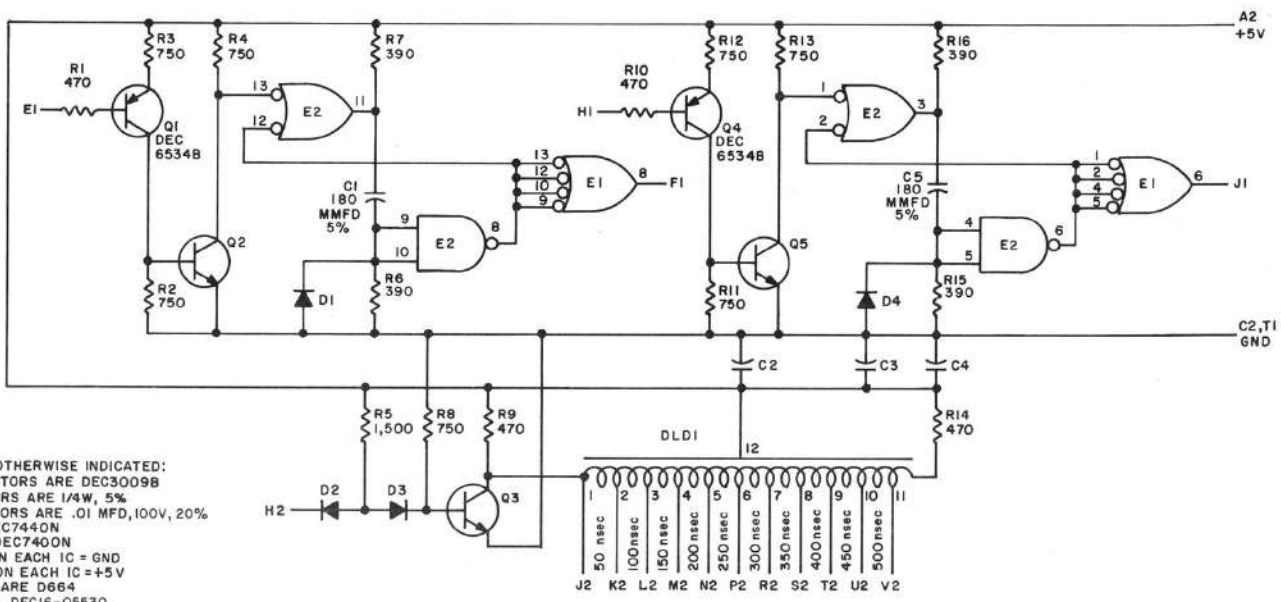 A2
+5V
R3
750
R4
750
R7
390
R12
750
R13
750
R16
390
R1
470
R10
470
E1
H1
13
12
E2
11
1
2
E2
3
Q1
DEC
6534B
Q4
DEC
6534B
13
12
10
9
E1
8
F1
1
2
4
5
E1
6
J1
C1
180
MMFD
5%
C5
180
MMFD
5%
9
10
E2
8
4
5
E2
6
Q2
Q5
R2
750
D1
R6
390
R11
750
D4
R15
390
C2,T1
GND
C2
C3
C4
R5
1,500
R8
750
R9
470
R14
470
DLD1
12
OTHERWISE INDICATED:
TORS ARE DEC3009B
RS ARE 1/4W, 5%
ORS ARE .01 MFD,100V, 20%
EC7440N
DEC7400N
N EACH IC = GND
ON EACH IC =+5V
ARE D664
DEC16-05530
H2
D2
D3
Q3
1 2 3 4 5 6 7 8 9 10 11
50 nsec
100nsec
150 nsec
200 nsec
250 nsec
300 nsec
350 nsec
400 nsec
450 nsec
500 nsec
J2 K2 L2 M2 N2 P2 R2 S2 T2 U2 V2